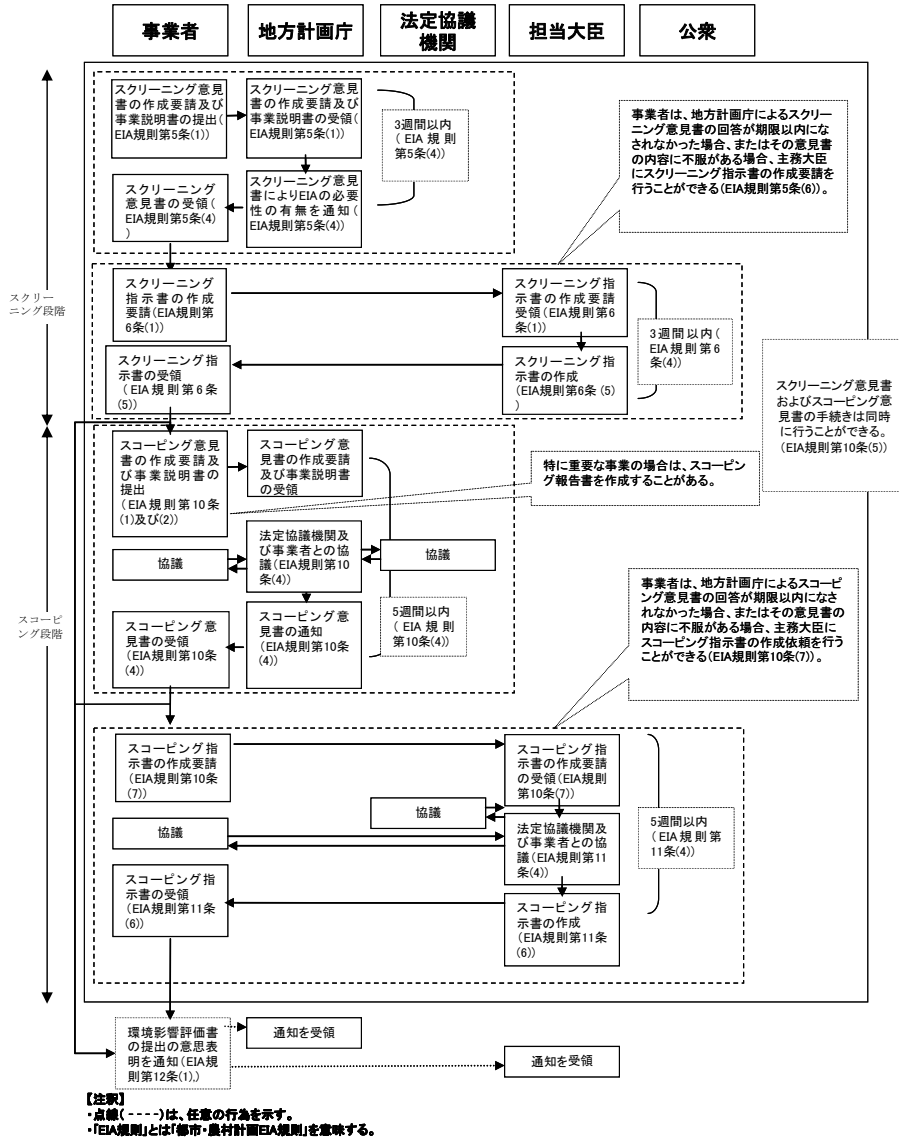 事業者
地方計画庁
法定協議
機関
担当大臣
公衆
スクリーニング意見
書の作成要請及び
事業説明書の提出
(EIA規則第5条(1))
スクリーニング意見
書の作成要請及び
事業説明書の受領
(EIA規則第5条(1))
3週間以内
(EIA 規則
第5条(4))
事業者は、地方計画庁によるスクリー
ニング意見書の回答が期限以内にな
されなかった場合、またはその意見書
の内容に不服がある場合、主務大臣
にスクリーニング指示書の作成要請を
行うことができる(EIA規則第5条(6))。
スクリーニング
意見書の受領(
EIA規則第5条(4)
)
スクリーニング意見
書によりEIAの必要
性の有無を通知(
EIA規則第5条(4))
スクリー
ニング段階
スクリーニング
指示書の作成
要請(EIA規則第
6条(1))
スクリーニング
指示書の作成要請
受領(EIA規則第6
条(1))
3週間以内(
EIA規則第6
条(4))
スクリーニング指
示書の受領
(EIA規則第6条
(5))
スクリーニング
指示書の作成
(EIA規則第6条(5)
)
スクリーニング意見書
およびスコーピング意
見書の手続きは同時
に行うことができる。
(EIA規則第10条(5))
スコーピング意見
書の作成要請及
び事業説明書の
提出
(EIA規則第10条
(1)及び(2))
スコーピング意見
書の作成要請及
び事業説明書の
受領
特に重要な事業の場合は、スコーピン
グ報告書を作成することがある。
協議
法定協議機関及
び事業者との協
議(EIA規則第10
条(4))
協議
スコーピ
ング段階
スコーピング意
見書の受領
(EIA規則第10条
(4))
スコーピング意見
書の通知
(EIA規則第10条
(4))
5週間以内
(EIA 規則
第10条(4))
事業者は、地方計画庁によるスコーピ
ング意見書の回答が期限以内になさ
れなかった場合、またはその意見書の
内容に不服がある場合、主務大臣に
スコーピング指示書の作成依頼を行う
ことができる(EIA規則第10条(7))。
スコーピング指
示書の作成要請
(EIA規則第10条
(7))
スコーピング指
示書の作成要請
の受領(EIA規則
第10条(7))
協議
協議
法定協議機関及
び事業者との協
議(EIA規則第11
条(4))
5週間以内
(EIA規則第
11条(4))
スコーピング指
示書の受領
(EIA規則第11条
(6))
スコーピング指
示書の作成
(EIA規則第11条
(6))
環境影響評価書
の提出の意思表
明を通知(EIA規
則第12条(1),)
通知を受領
通知を受領
【注釈】
・点線(----)は、任意の行為を示す。
・「EIA規則」とは「都市・農村計画EIA規則」を意味する。